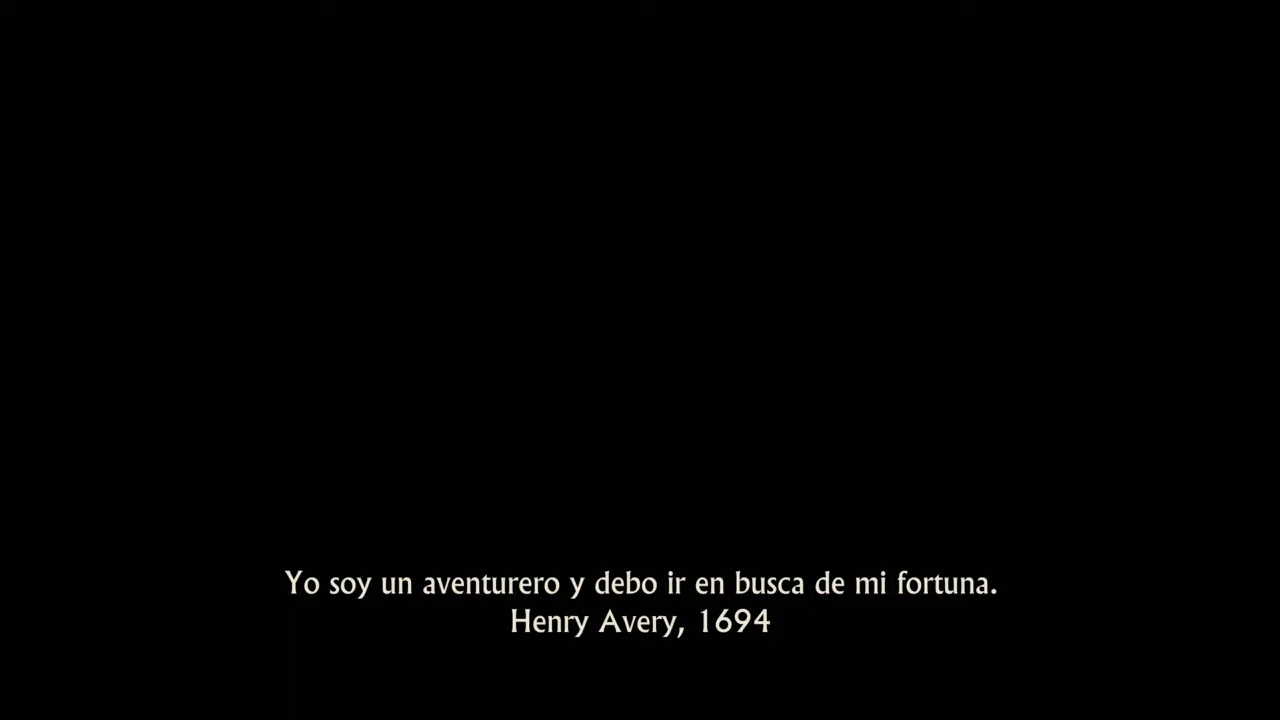 Yo soy un aventurero y debo ir en busca de mi fortuna.
Henry Avery, 1694